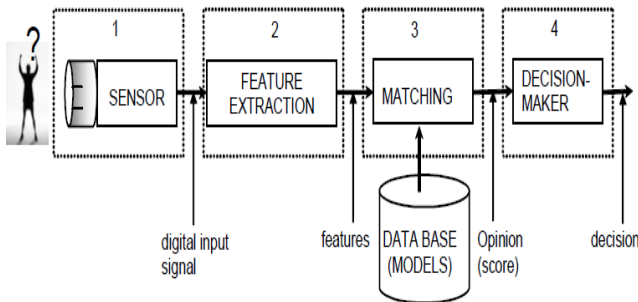 ?
1
2
3
4
SENSOR
FEATURE
EXTRACTION
MATCHING
DECISION-
MAKER
digital input
signal
features
DATA BASE
(MODELS)
Opinion
(score)
decision